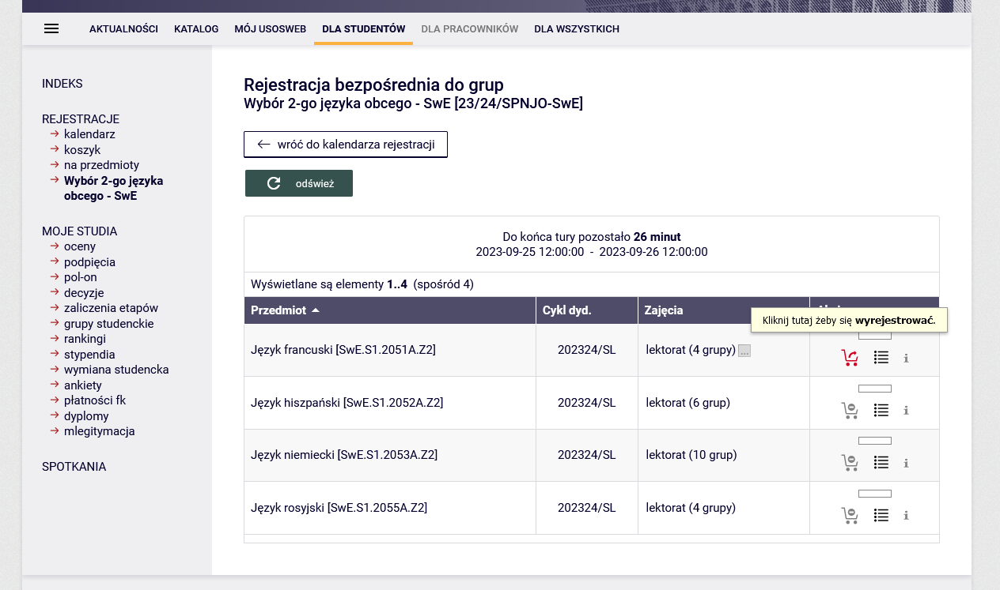 AKTUALNOŚCI KATALOG MÓJ USOSWEB DLA STUDENTÓW DLA PRACOWNIKÓW DLA WSZYSTKICH
INDEKS
REJESTRACJE
kalendarz
koszyk
na przedmioty
Wybór 2-go języka
obcego - SwE
MOJE STUDIA
oceny
podpięcia
pol-on
decyzje
zaliczenia etapów
grupy studenckie
rankingi
stypendia
wymiana studencka
ankiety
płatności fk
dyplomy
mlegitymacja
SPOTKANIA
Rejestracja bezpośrednia do grup
Wybór 2-go języka obcego - SwE [23/24/SPNJO-SwE]
wróć do kalendarza rejestracji
odśwież
Do końca tury pozostało 26 minut
2023-09-25 12:00:00 - 2023-09-26 12:00:00
Wyświetlane są elementy 1..4 (spośród 4)
Przedmiot Cykl dyd. Zajęcia
Kliknij tutaj żeby się wyrejestrować.
Język francuski [SwE.S1.2051A.Z2] 202324/SL lektorat (4 grupy) ...
Język hiszpański [SwE.S1.2052A.Z2] 202324/SL lektorat (6 grup)
Język niemiecki [SwE.S1.2053A.Z2] 202324/SL lektorat (10 grup)
Język rosyjski [SwE.S1.2055A.Z2] 202324/SL lektorat (4 grupy)